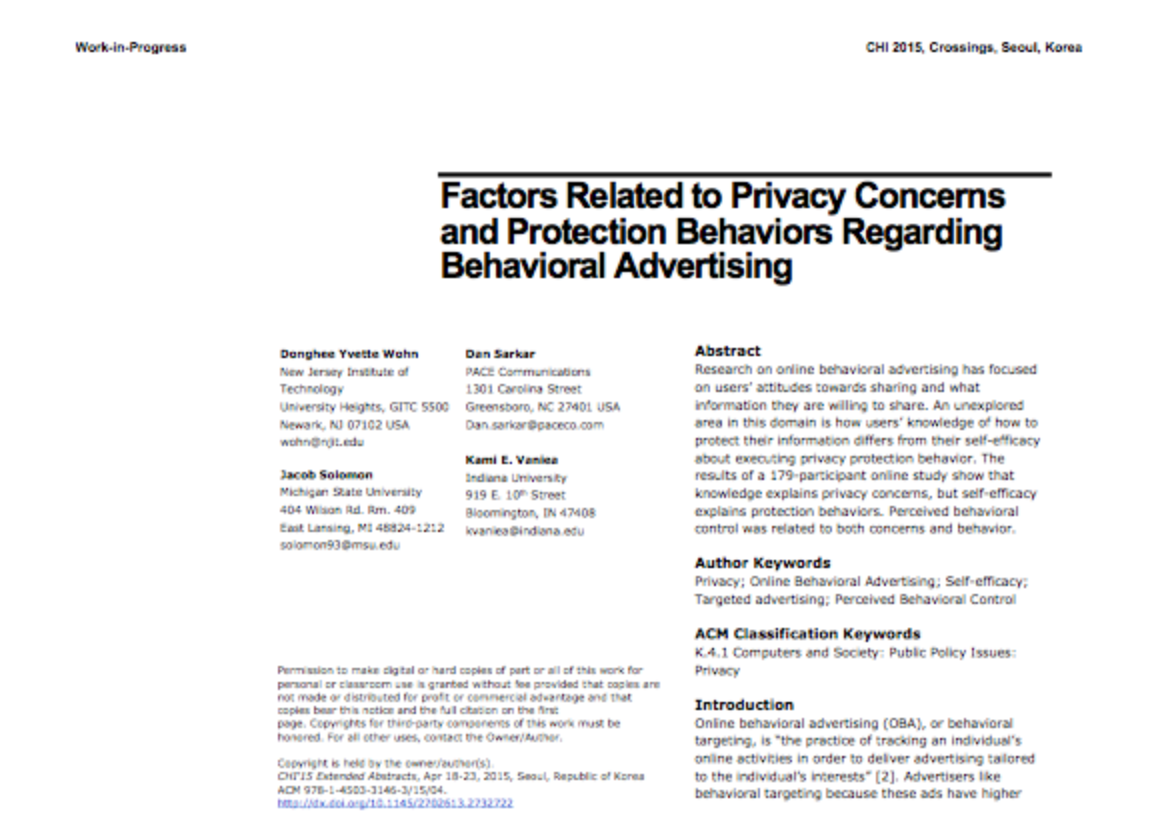 Work-in-Progress
CHI 2015, Crossings, Seoul, Korea
Factors Related to Privacy Concerns
and Protection Behaviors Regarding
Behavioral Advertising
Donghee Yvette Wohn
New Jersey Institute of
Technology
University Heights, GITC 5500
Newark, NJ 07102 USA
wohn@njit.edu
Jacob Solomon
Michigan State University
404 Wilson Rd. Rm. 409
East Lansing, MI 48824-1212
solomon93@msu.edu
Dan Sarkar
PACE Communications
1301 Carolina Street
Greensboro, NC 27401 USA
Dan.sarkar@paceco.com
Kami E. Vaniea
Indiana University
919 E. 10th Street
Bloomington, IN 47408
kvaniea@indiana.edu
Permission to make digital or hard copies of part or all of this work for
personal or classroom use is granted without fee provided that copies are
not made or distributed for profit or commercial advantage and that
copies bear this notice and the full citation on the first
page. Copyrights for third-party components of this work must be
honored. For all other uses, contact the Owner/Author.
Copyright is held by the owner/author(s).
CHI'15 Extended Abstracts, Apr 18-23, 2015, Seoul, Republic of Korea
ACM 978-1-4503-3146-3/15/04.
http://dx.doi.org/10.1145/2702613.2732722
Abstract
Research on online behavioral advertising has focused
on users' attitudes towards sharing and what
information they are willing to share. An unexplored
area in this domain is how users' knowledge of how to
protect their information differs from their self-efficacy
about executing privacy protection behavior. The
results of a 179-participant online study show that
knowledge explains privacy concerns, but self-efficacy
explains protection behaviors. Perceived behavioral
control was related to both concerns and behavior.
Author Keywords
Privacy; Online Behavioral Advertising; Self-efficacy;
Targeted advertising; Perceived Behavioral Control
ACM Classification Keywords
K.4.1 Computers and Society: Public Policy Issues:
Privacy
Introduction
Online behavioral advertising (OBA), or behavioral
targeting, is "the practice of tracking an individual's
online activities in order to deliver advertising tailored
to the individual's interests" [2]. Advertisers like
behavioral targeting because these ads have higher